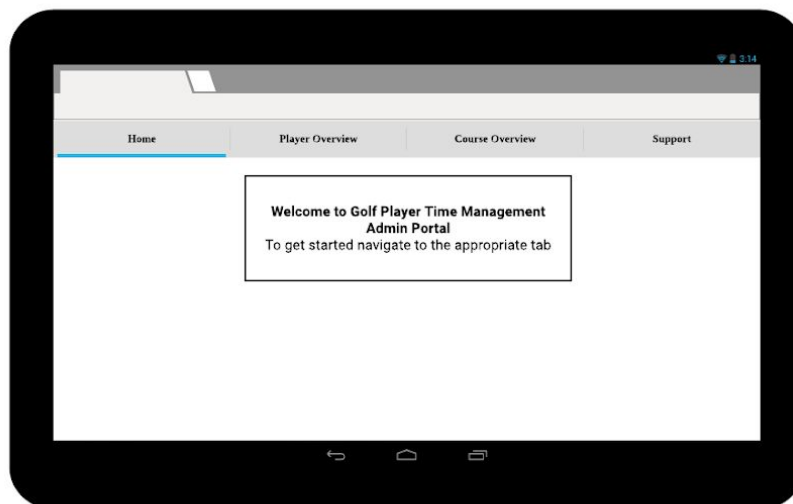 3:14
Home Player Overview Course Overview Support
Welcome to Golf Player Time Management
Admin Portal
To get started navigate to the appropriate tab